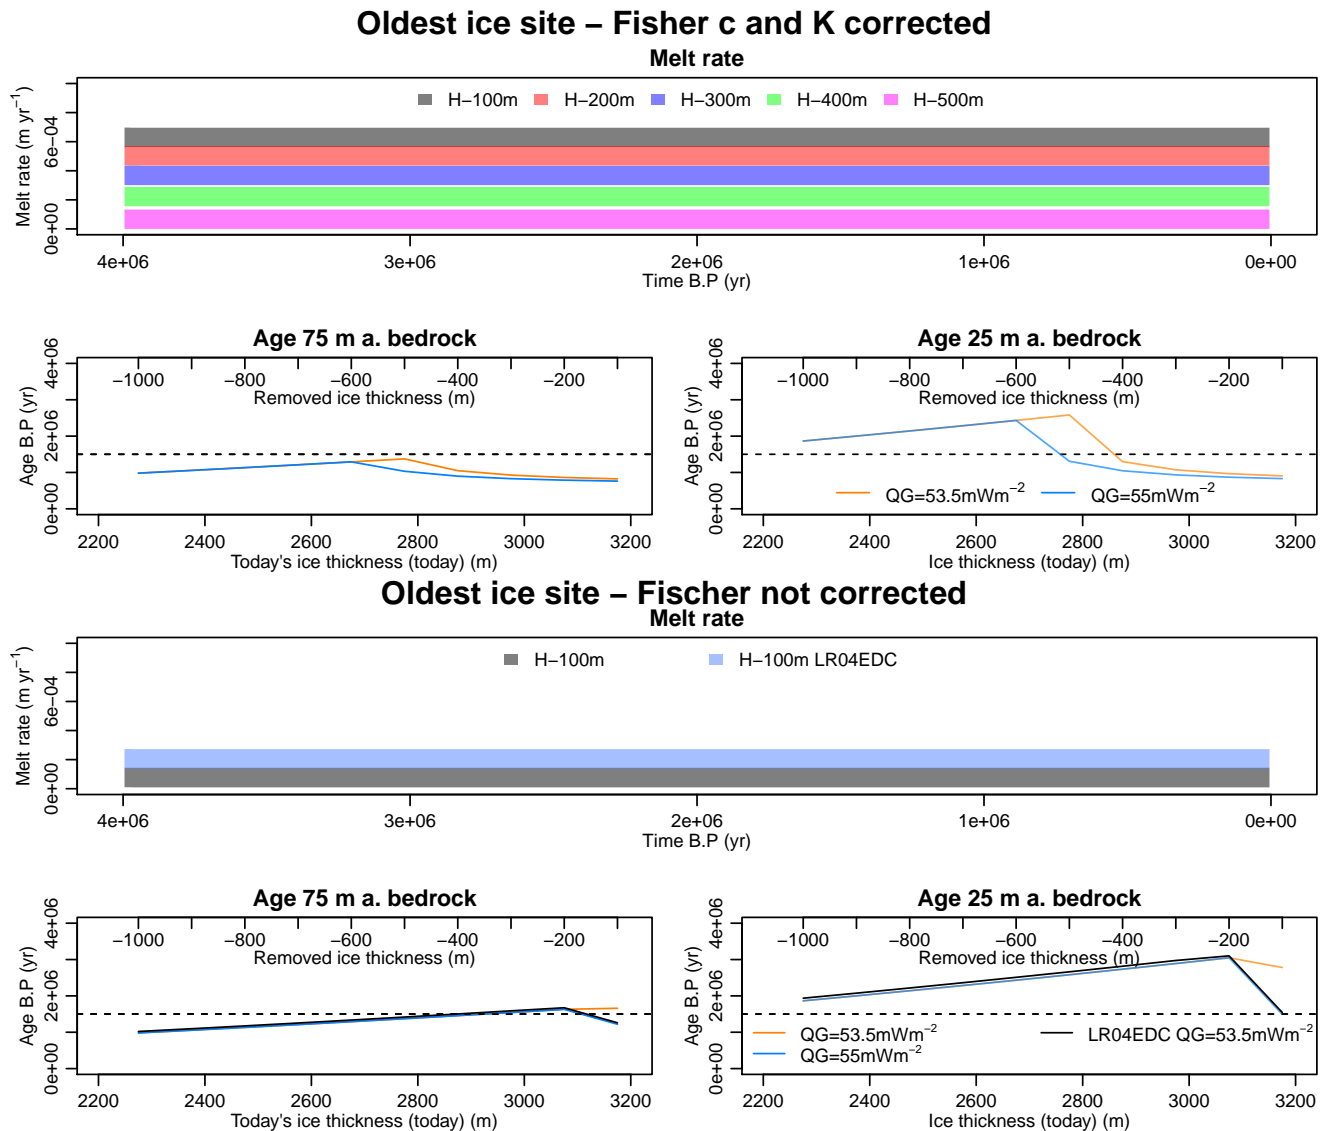 Oldest ice site – Fisher c and K corrected
Melt rate
H−100m H−200m H−300m H−400m H−500m
Melt rate (m yr−1)
0e+00 6e−04
4e+06 3e+06 2e+06 1e+06 0e+00
Time B.P (yr)
Age 75 m a. bedrock
−1000 −800 −600 −400 −200
Removed ice thickness (m)
Age B.P (yr)
0e+00 2e+06 4e+06
2200 2400 2600 2800 3000 3200
Today's ice thickness (today) (m)
Age 25 m a. bedrock
−1000 −800 −600 −400 −200
Removed ice thickness (m)
Age B.P (yr)
0e+00 2e+06 4e+06
QG=53.5mWm−2 QG=55mWm−2
2200 2400 2600 2800 3000 3200
Ice thickness (today) (m)
Oldest ice site – Fischer not corrected
Melt rate
H−100m H−100m LR04EDC
Melt rate (m yr−1)
0e+00 6e−04
4e+06 3e+06 2e+06 1e+06 0e+00
Time B.P (yr)
Age 75 m a. bedrock
−1000 −800 −600 −400 −200
Removed ice thickness (m)
Age B.P (yr)
0e+00 2e+06 4e+06
2200 2400 2600 2800 3000 3200
Today's ice thickness (today) (m)
Age 25 m a. bedrock
−1000 −800 −600 −400 −200
Removed ice thickness (m)
Age B.P (yr)
0e+00 2e+06 4e+06
QG=53.5mWm−2 LR04EDC QG=53.5mWm−2
QG=55mWm−2
2200 2400 2600 2800 3000 3200
Ice thickness (today) (m)